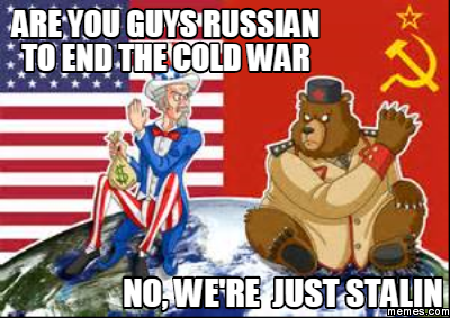 ARE YOU GUYS RUSSIAN
TO END THE COLD WAR
$
NO, WE'RE JUST STALIN
memes.com